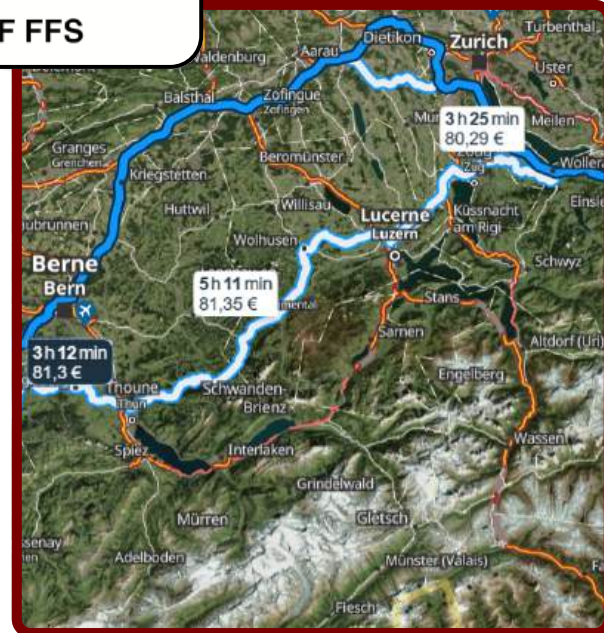 F FFS
Turbenthal
Dietikon
Zurich
Aarau
Waldenburg
Uster
Balsthal
Zofingue
Zofingen
3 h 25 min
80,29 €
Meilen
Granges
Grenchen
Beromünster
Zoug
Zug
Woller
Kriegstetten
Huttwil
Willisau
Lucerne
Luzern
Küssnacht
am Rigi
Einsie
Wolhusen
Schwyz
Berne
Bern
5 h 11 min
81,35 €
Stans
Sarnen
Altdorf (Uri)
3 h 12 min
81,3 €
Engelberg
Thoune
Thun
Schwanden-
Brienz
Wassen
Spiez
Interlaken
Grindelwald
Mürren
Gletsch
Adelboden
Münster (Valais)
Fiesch